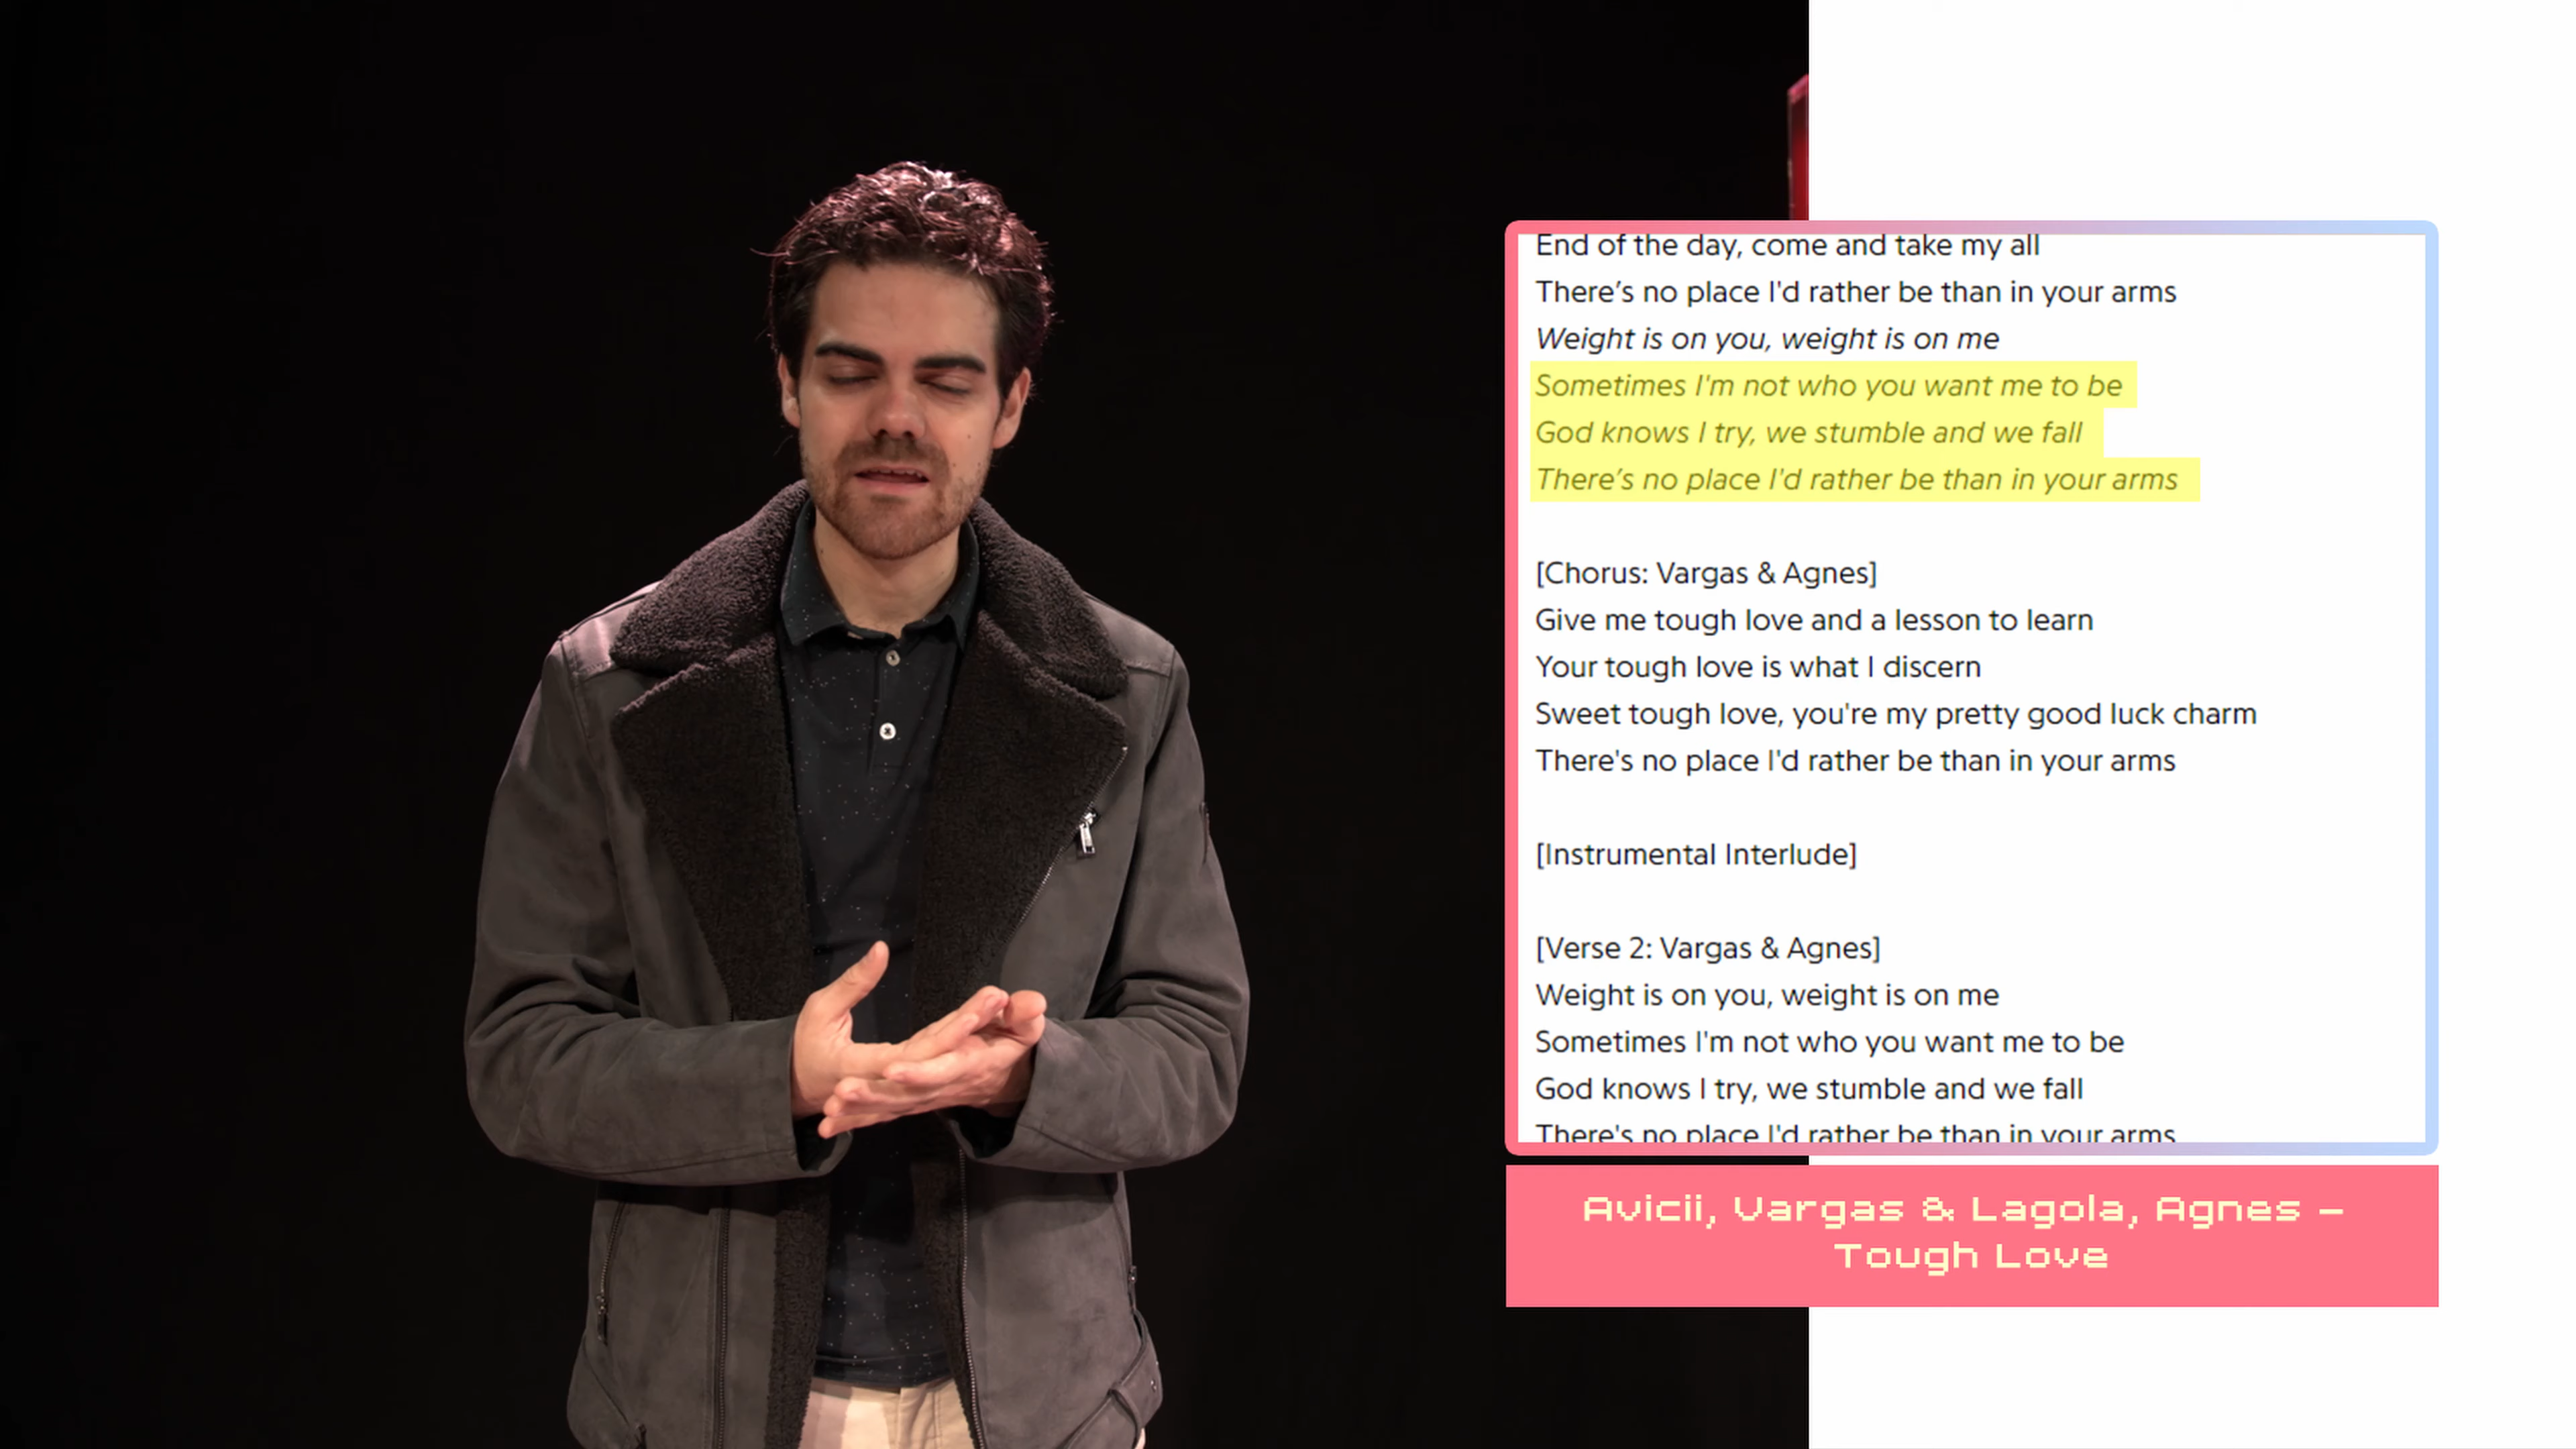 End of the day, come and take my all
There’s no place I'd rather be than in your arms
Weight is on you, weight is on me
Sometimes I'm not who you want me to be
God knows I try, we stumble and we fall
There’s no place I'd rather be than in your arms
[Chorus: Vargas & Agnes]
Give me tough love and a lesson to learn
Your tough love is what I discern
Sweet tough love, you're my pretty good luck charm
There's no place I'd rather be than in your arms
[Instrumental Interlude]
[Verse 2: Vargas & Agnes]
Weight is on you, weight is on me
Sometimes I'm not who you want me to be
God knows I try, we stumble and we fall
There's no place I'd rather be than in your arms
Avicii, Vargas & Lagola, Agnes –
Tough Love